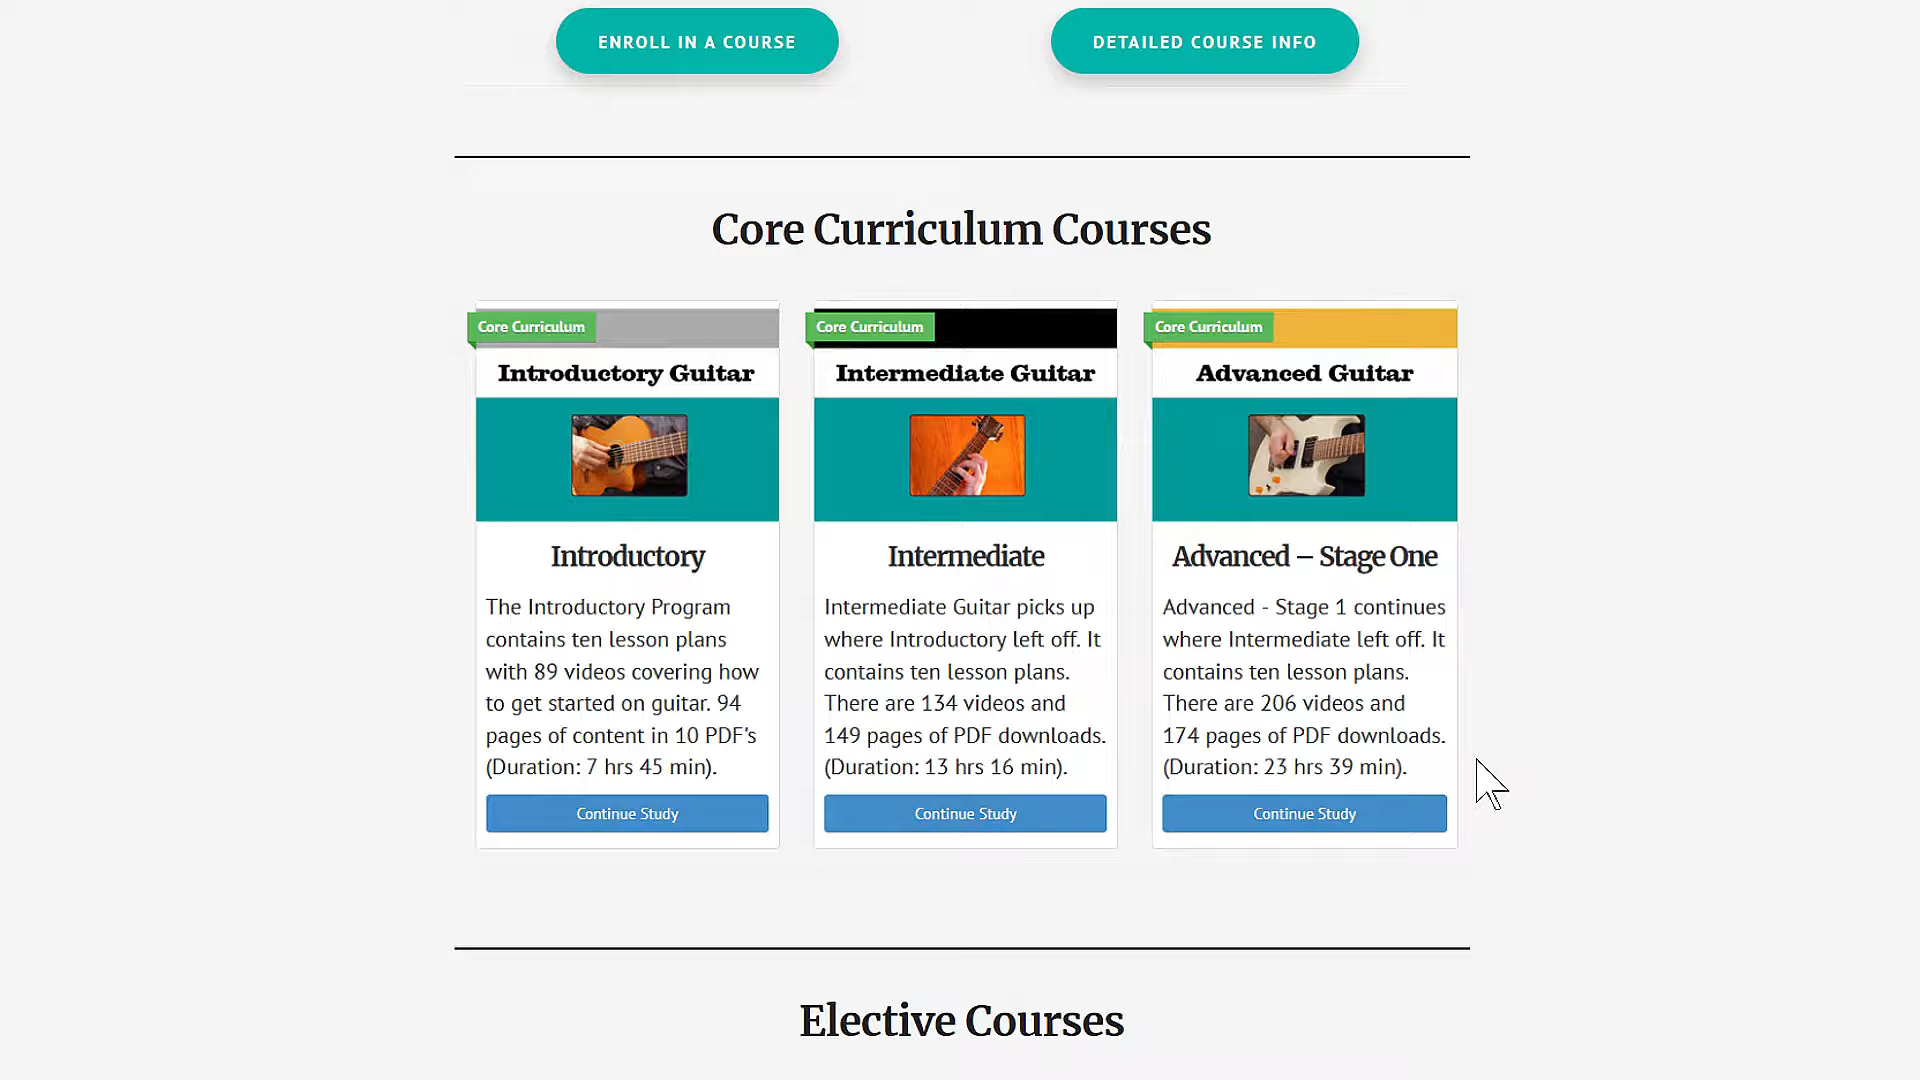 ENROLL IN A COURSE
DETAILED COURSE INFO
Core Curriculum Courses
Core Curriculum
Introductory Guitar
Introductory
The Introductory Program
contains ten lesson plans
with 89 videos covering how
to get started on guitar. 94
pages of content in 10 PDF's
(Duration: 7 hrs 45 min).
Continue Study
Core Curriculum
Intermediate Guitar
Intermediate
Intermediate Guitar picks up
where Introductory left off. It
contains ten lesson plans.
There are 134 videos and
149 pages of PDF downloads.
(Duration: 13 hrs 16 min).
Continue Study
Core Curriculum
Advanced Guitar
Advanced – Stage One
Advanced - Stage 1 continues
where Intermediate left off. It
contains ten lesson plans.
There are 206 videos and
174 pages of PDF downloads.
(Duration: 23 hrs 39 min).
Continue Study
Elective Courses